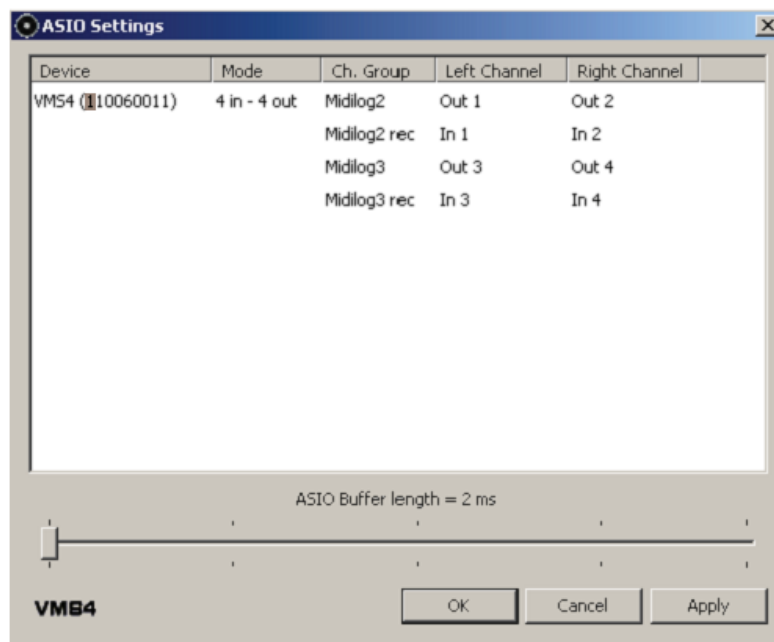 ASIO Settings
Device Mode Ch. Group Left Channel Right Channel
VMS4 (110060011) 4 in - 4 out Midilog2 Out 1 Out 2
Midilog2 rec In 1 In 2
Midilog3 Out 3 Out 4
Midilog3 rec In 3 In 4
ASIO Buffer length = 2 ms
VMS4 OK Cancel Apply